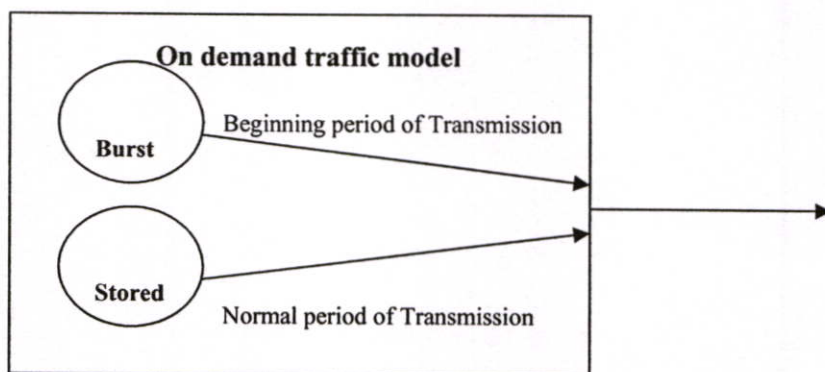 On demand traffic model
Beginning period of Transmission
Burst
Stored
Normal period of Transmission